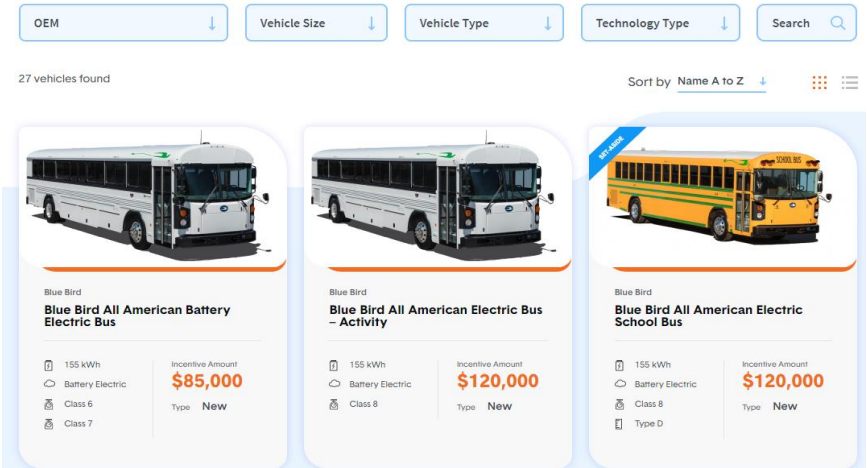 OEM
Vehicle Size
Vehicle Type
Technology Type
Search
27 vehicles found
Sort by Name A to Z
SET-ASIDE
SCHOOL BUS
Blue Bird
Blue Bird All American Battery
Electric Bus
155 kWh
Battery Electric
Class 6
Class 7
Incentive Amount
$85,000
Type New
Blue Bird
Blue Bird All American Electric Bus
– Activity
155 kWh
Battery Electric
Class 8
Incentive Amount
$120,000
Type New
Blue Bird
Blue Bird All American Electric
School Bus
155 kWh
Battery Electric
Class 8
Type D
Incentive Amount
$120,000
Type New